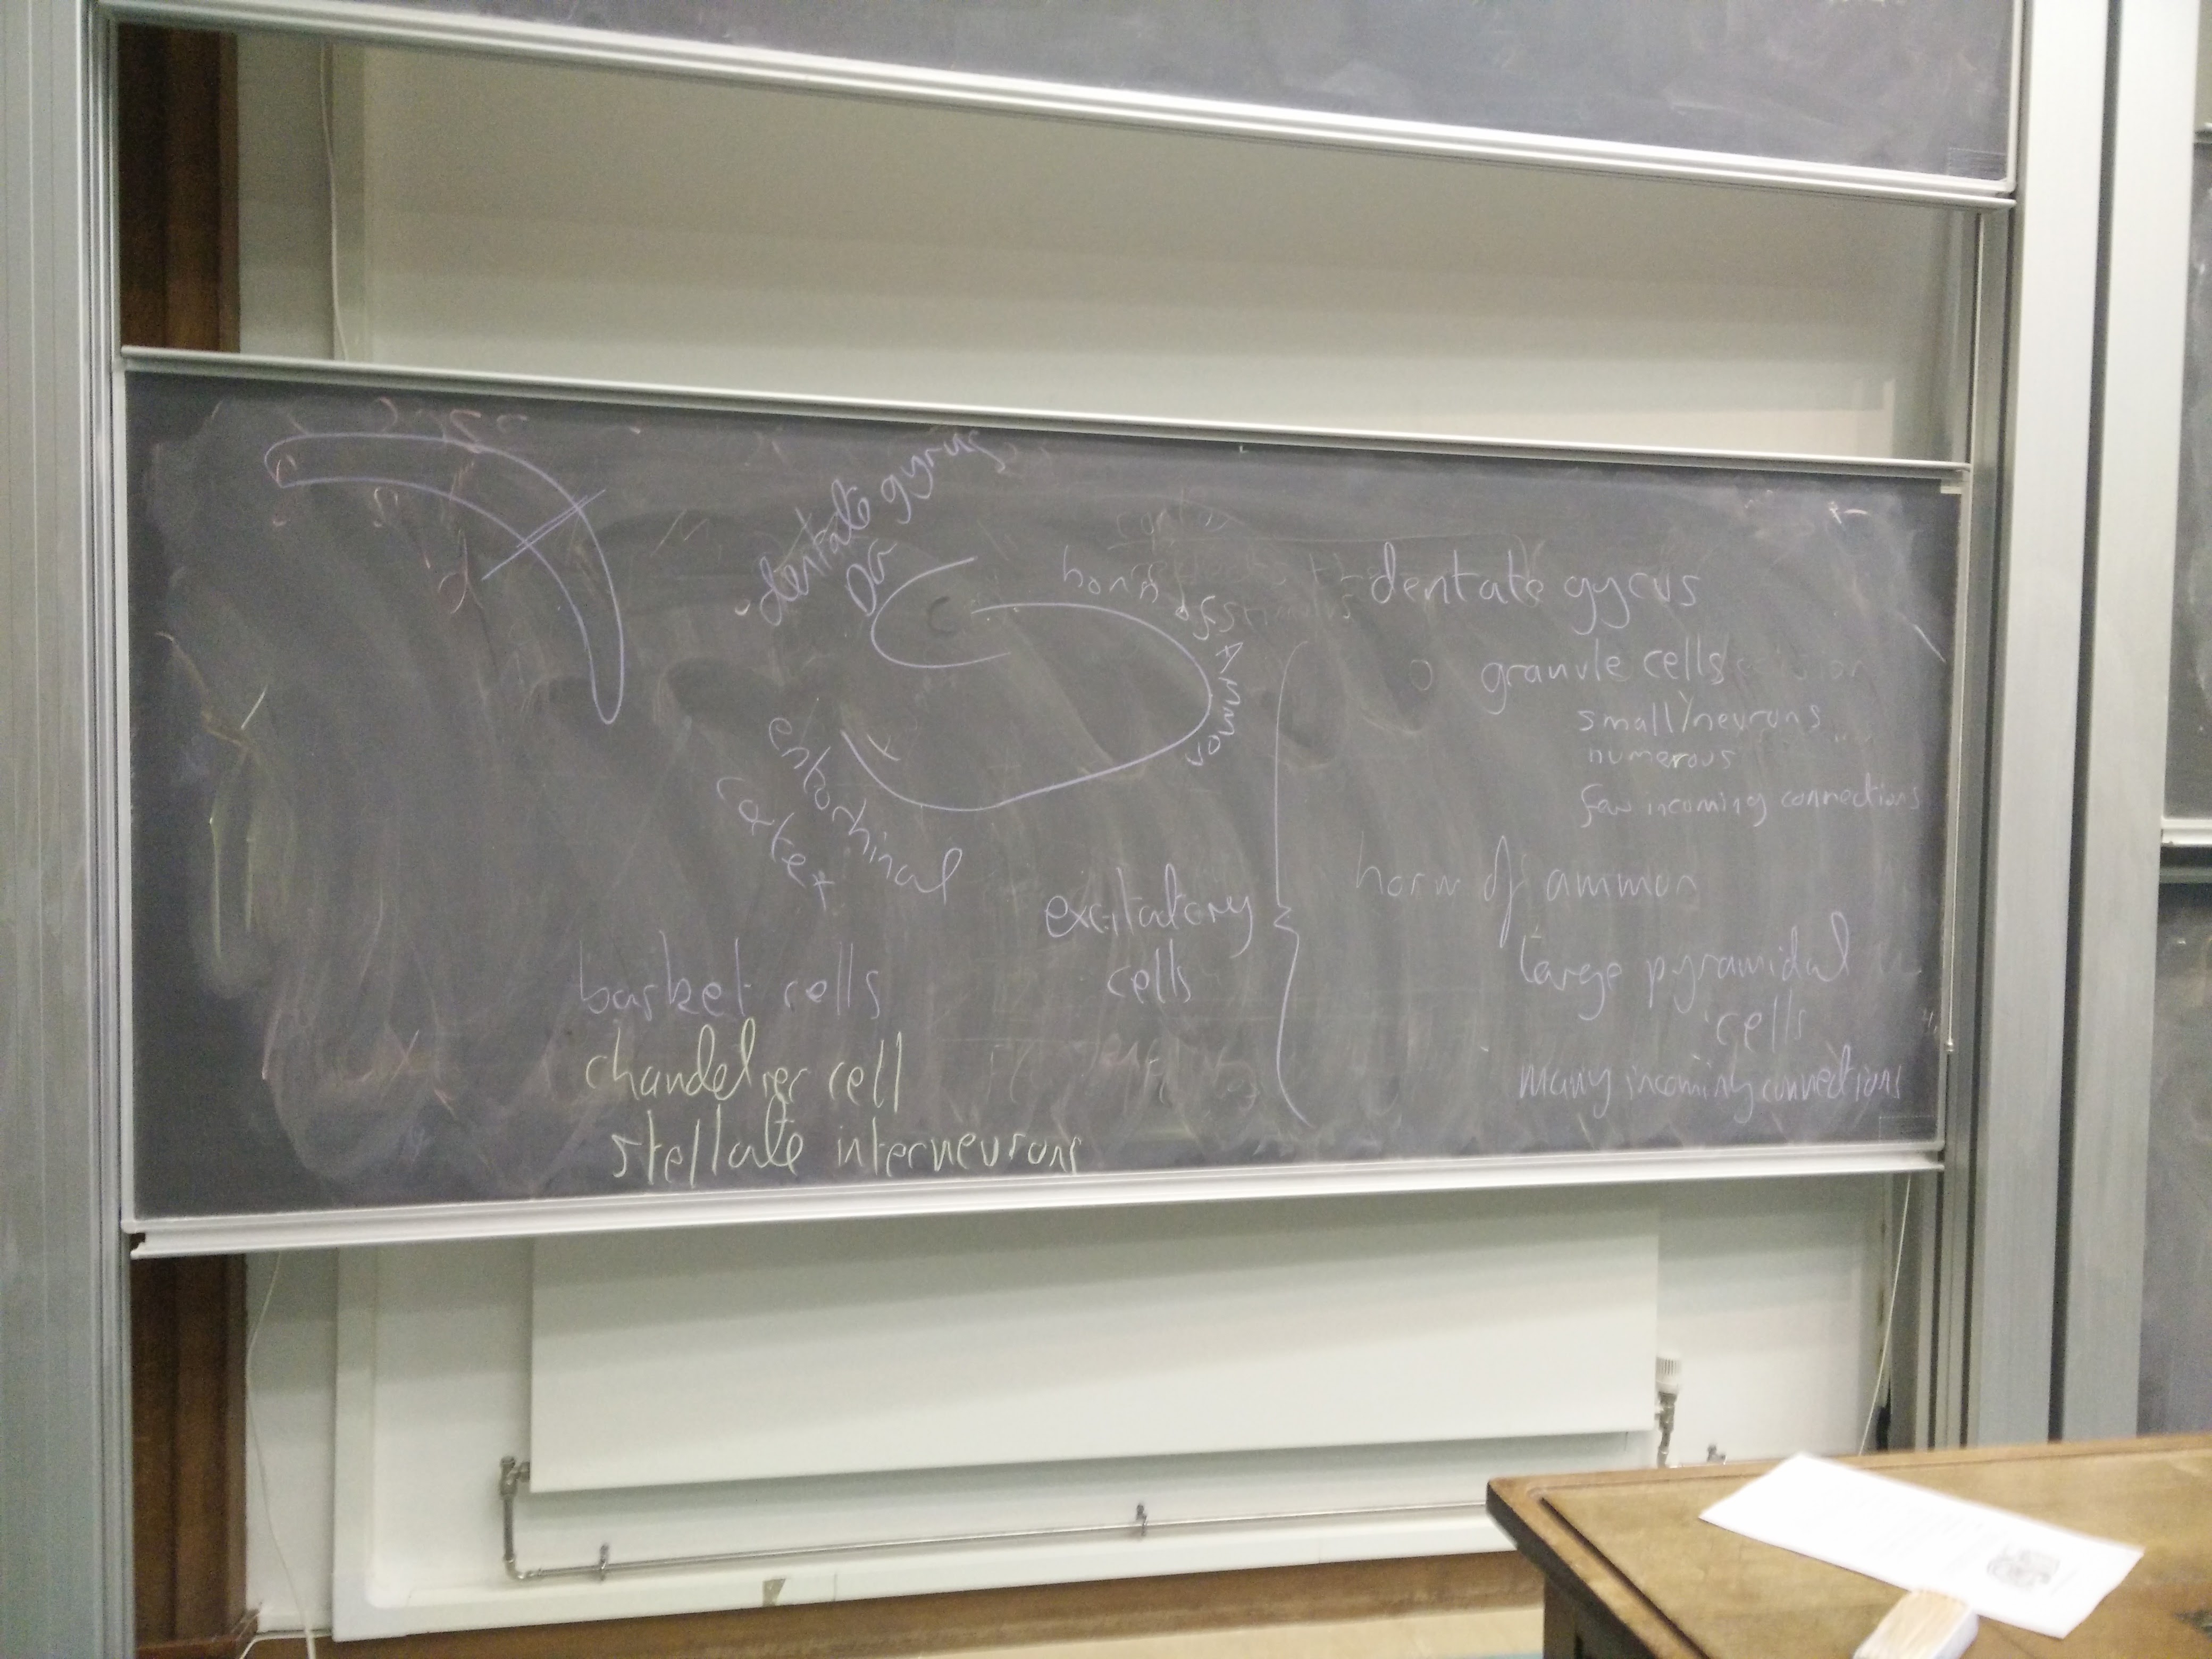 dentate gyrus
DG
horn of Ammon
entorhinal
cortex
basket cells
chandelier cell
stellate interneurons
excitatory
cells
dentate gyrus
granule cells
small neurons
numerous
few incoming connections
horn of ammon
large pyramidal
cells
many incoming connections